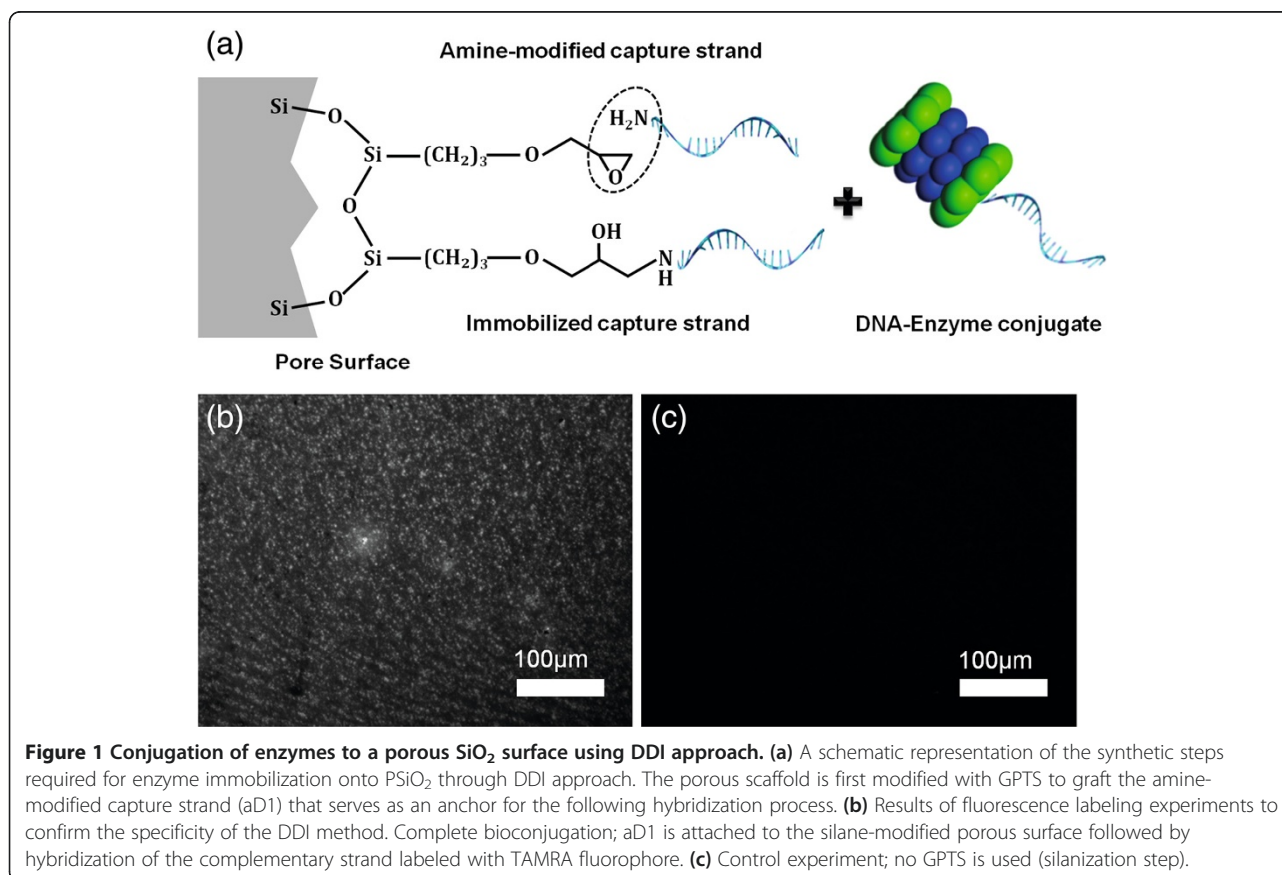 (a)
Amine-modified capture strand
Si
O
Si
(CH2)3
O
O
H2N
O
Si
(CH2)3
O
OH
N
H
O
Si
Immobilized capture strand
DNA-Enzyme conjugate
Pore Surface
(b)
(c)
100µm
100µm
Figure 1 Conjugation of enzymes to a porous SiO2 surface using DDI approach. (a) A schematic representation of the synthetic steps
required for enzyme immobilization onto PSiO2 through DDI approach. The porous scaffold is first modified with GPTS to graft the amine-
modified capture strand (aD1) that serves as an anchor for the following hybridization process. (b) Results of fluorescence labeling experiments to
confirm the specificity of the DDI method. Complete bioconjugation; aD1 is attached to the silane-modified porous surface followed by
hybridization of the complementary strand labeled with TAMRA fluorophore. (c) Control experiment; no GPTS is used (silanization step).